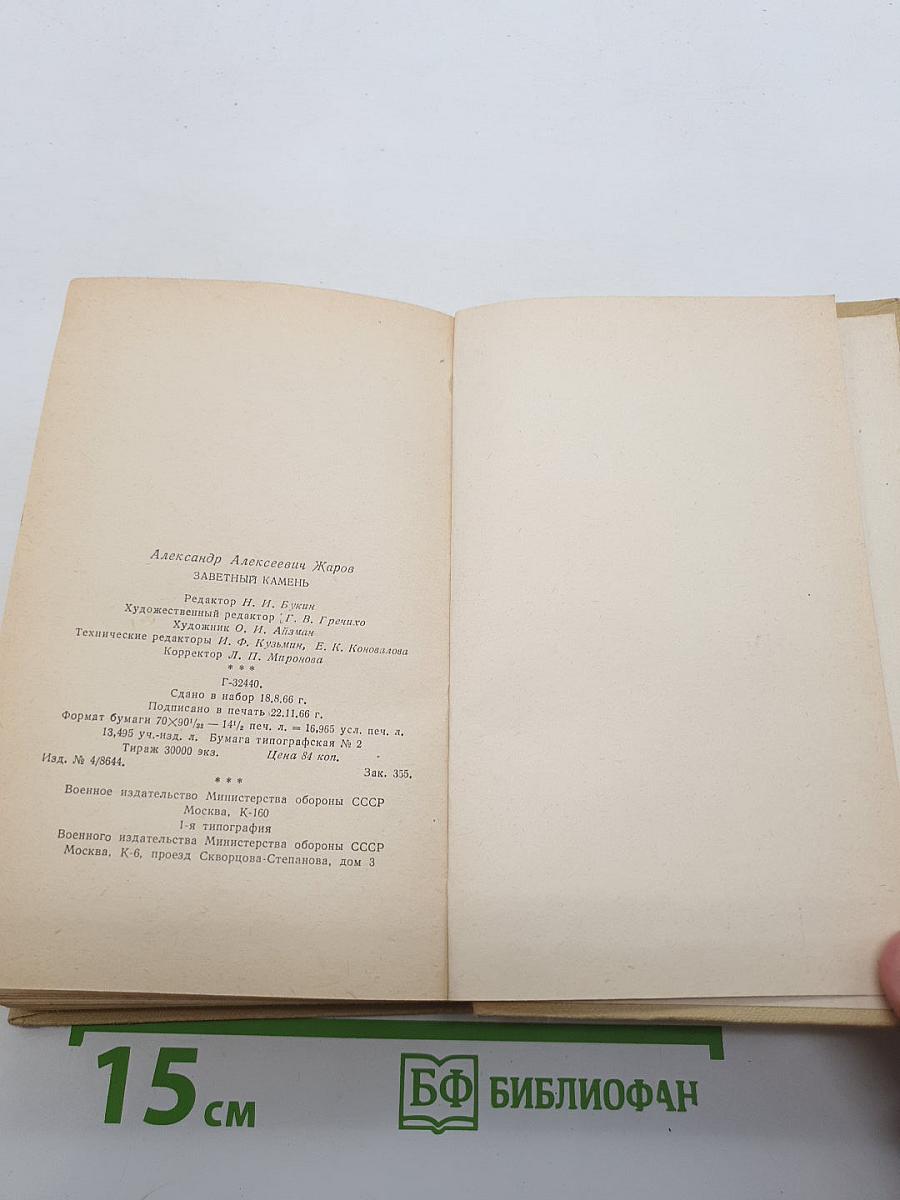 Александр Алексеевич Жаров
ЗАВЕТНЫЙ КАМЕНЬ
Редактор Н. И. Букин
Художественный редактор Г. В. Гречихо
Художник О. И. Айзман
Технические редакторы И. Ф. Кузьмин, Е. К. Коновалова
Корректор Л. П. Миронова
* * *
Г-32440.
Сдано в набор 18.8.66 г.
Подписано в печать 22.11.66 г.
Формат бумаги 70×90¹/₃₂ — 14¹/₂ печ. л. = 16,965 усл. печ. л.
13,495 уч.-изд. л. Бумага типографская № 2
Тираж 30000 экз. Цена 84 коп.
Изд. № 4/8644. Зак. 355.
* * *
Военное издательство Министерства обороны СССР
Москва, К-160
1-я типография
Военного издательства Министерства обороны СССР
Москва, К-6, проезд Скворцова-Степанова, дом 3
15 см
БФ БИБЛИОФАН